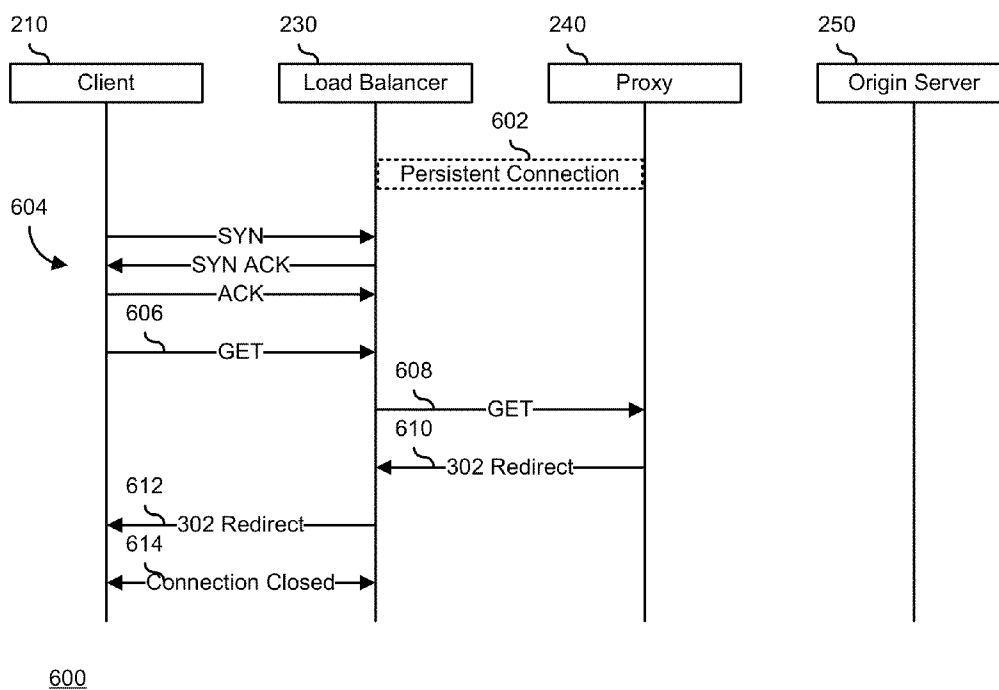 210
230
240
250
Client
Load Balancer
Proxy
Origin Server
602
Persistent Connection
604
SYN
SYN ACK
ACK
606
GET
608
GET
610
302 Redirect
612
302 Redirect
614
Connection Closed
600